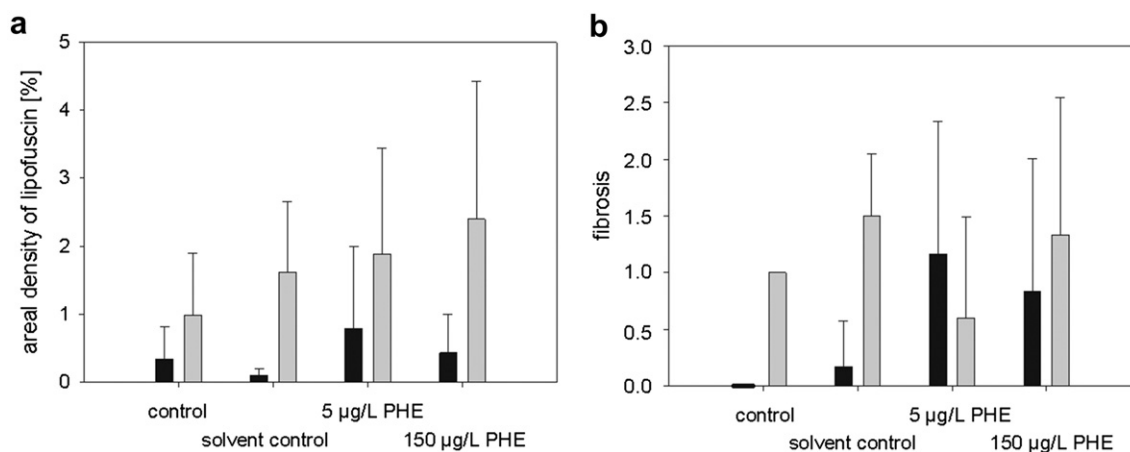 a
areal density of lipofuscin [%]
5
4
3
2
1
0
control
5 µg/L PHE
solvent control
150 µg/L PHE
b
fibrosis
3.0
2.5
2.0
1.5
1.0
0.5
0.0
control
5 µg/L PHE
solvent control
150 µg/L PHE